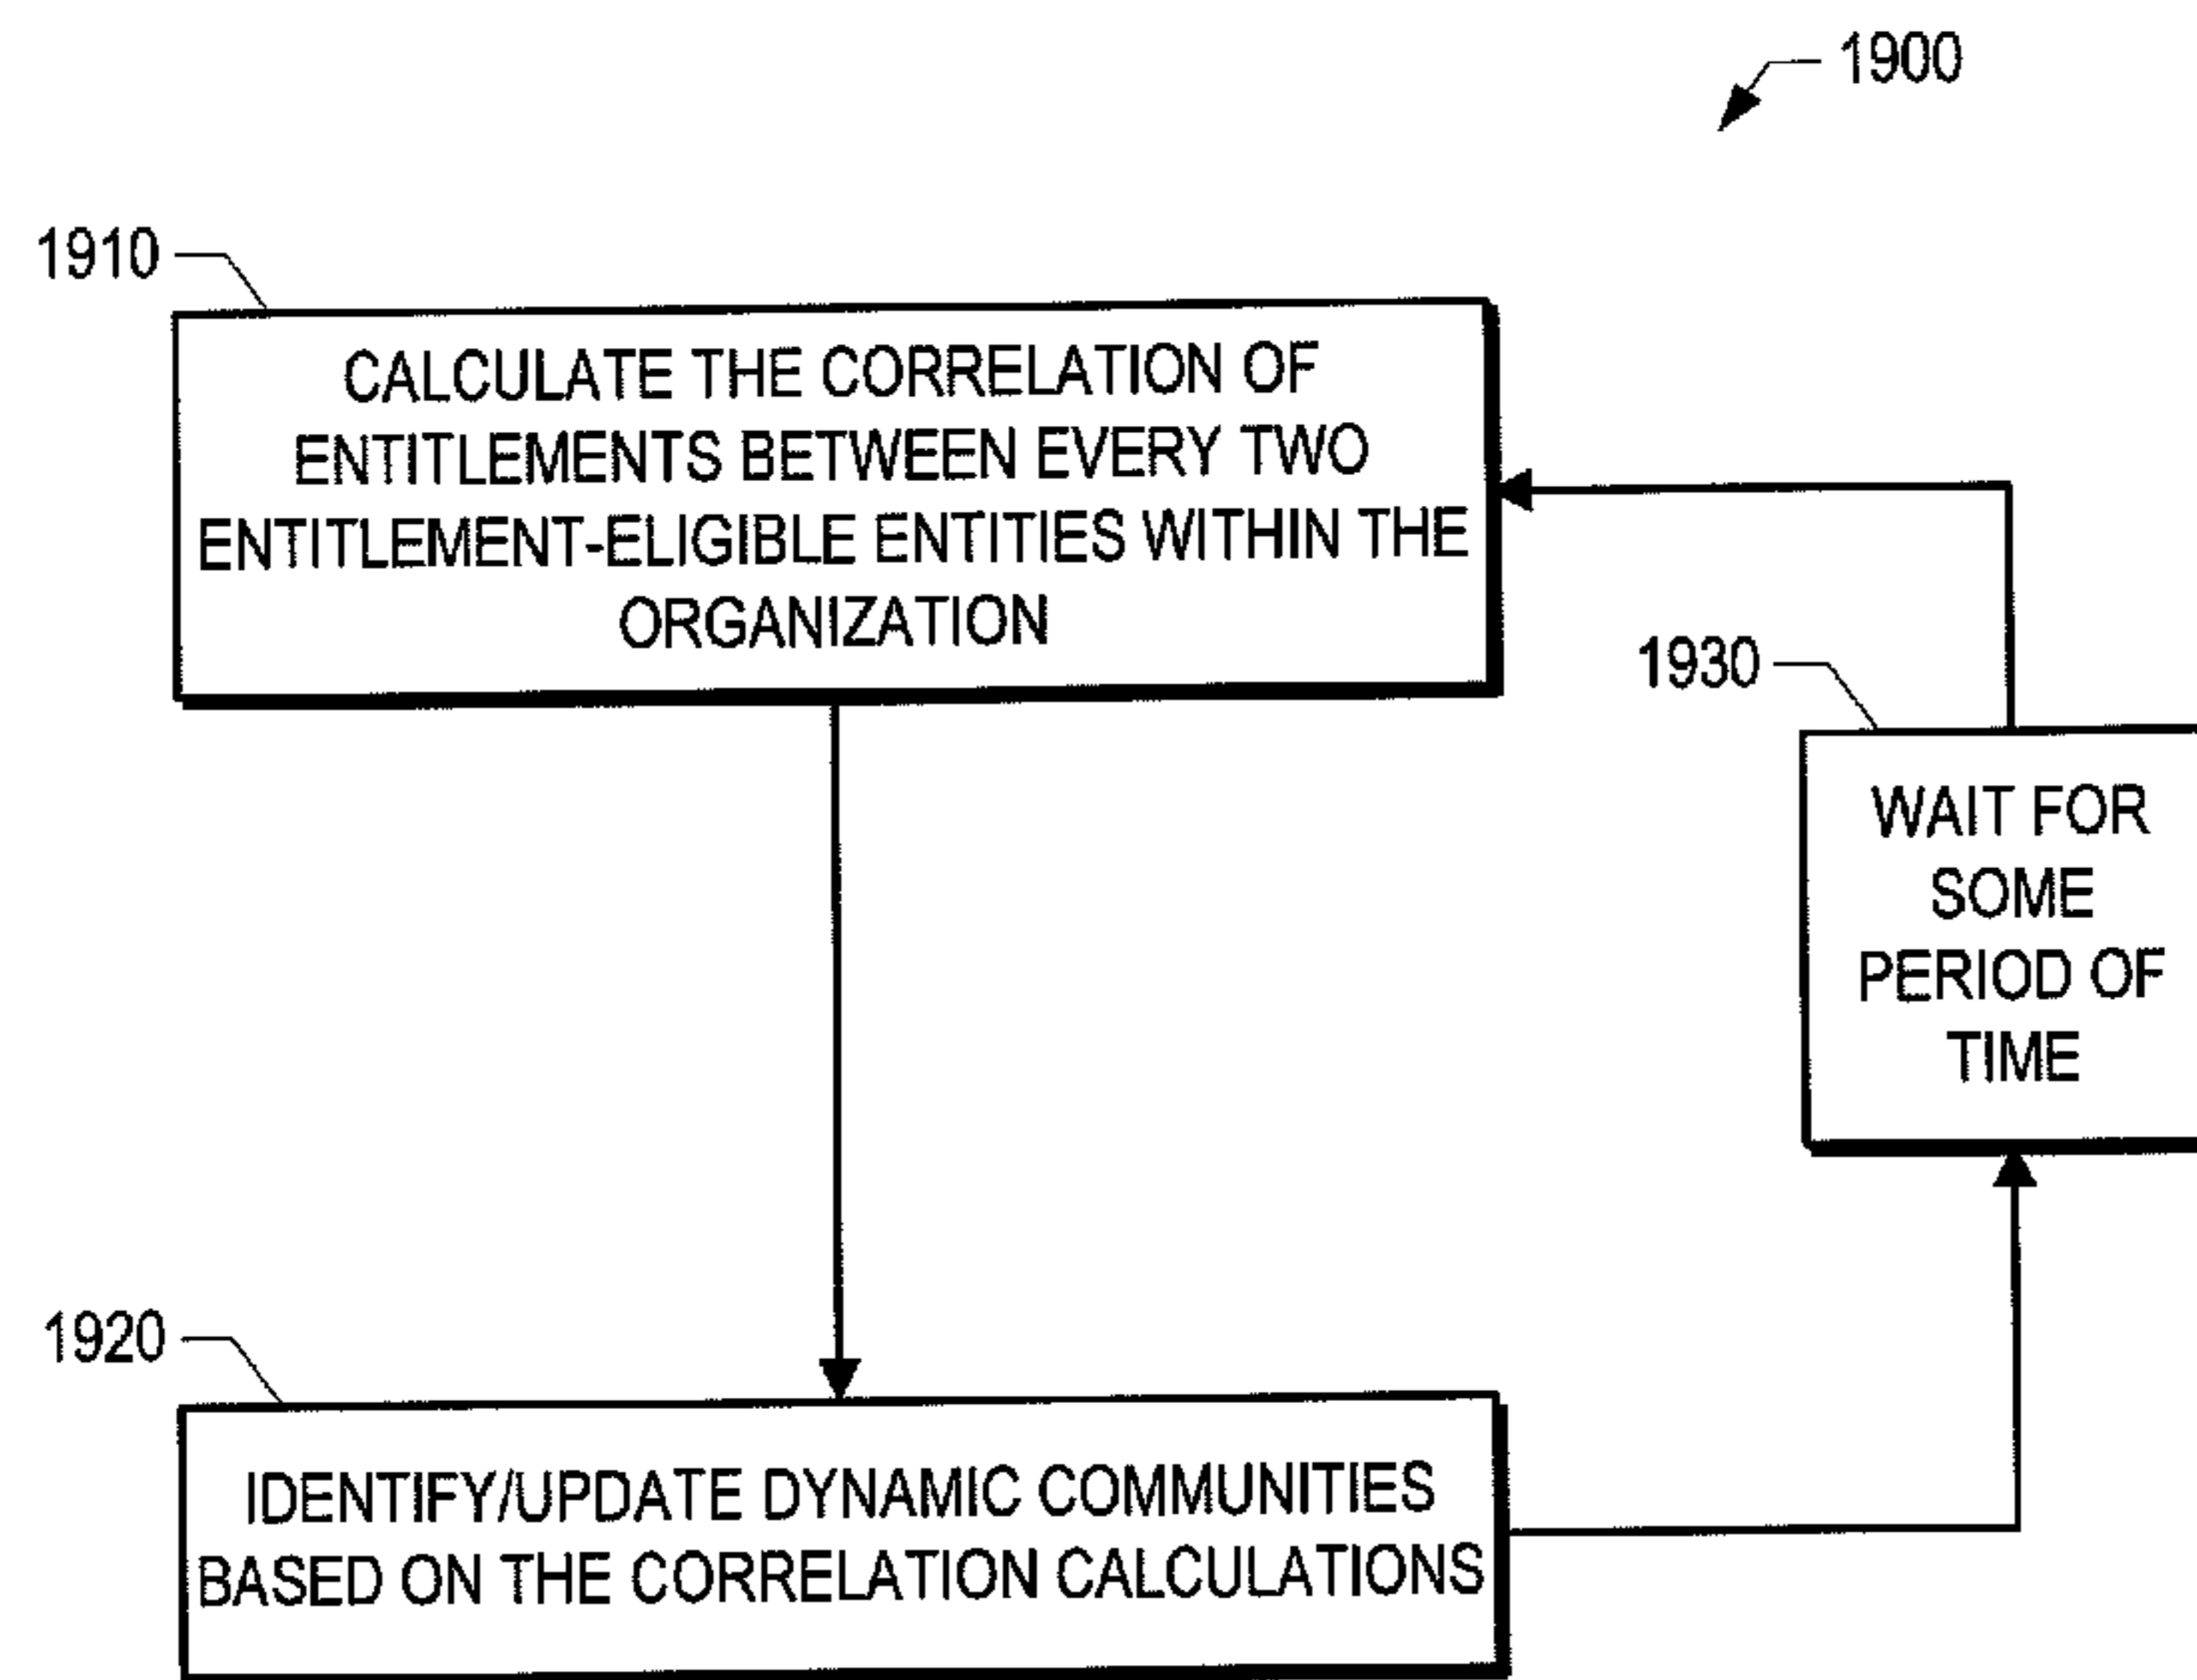 1900
1910
CALCULATE THE CORRELATION OF
ENTITLEMENTS BETWEEN EVERY TWO
ENTITLEMENT-ELIGIBLE ENTITIES WITHIN THE
ORGANIZATION
1930
WAIT FOR
SOME
PERIOD OF
TIME
1920
IDENTIFY/UPDATE DYNAMIC COMMUNITIES
BASED ON THE CORRELATION CALCULATIONS